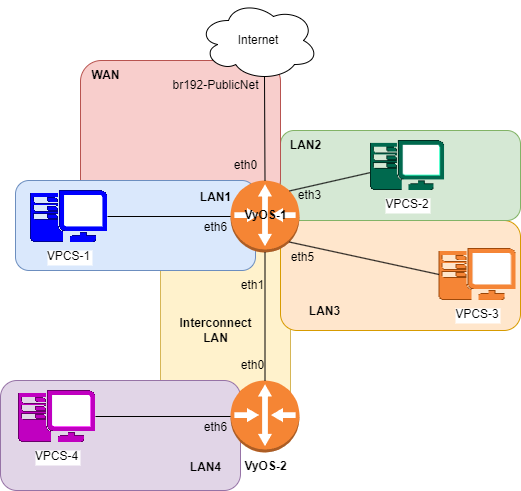 Internet
WAN
br192-PublicNet
LAN2
eth0
LAN1
eth3
VPCS-2
VyOS-1
eth6
VPCS-1
eth5
eth1
LAN3
VPCS-3
Interconnect
LAN
eth0
eth6
VPCS-4
LAN4
VyOS-2